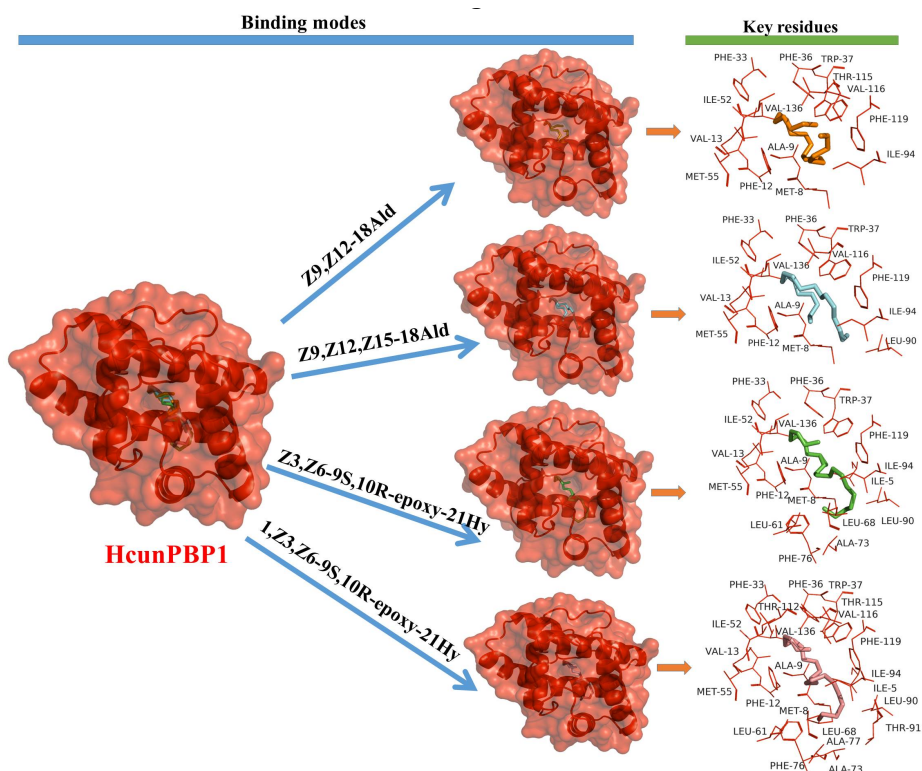 Binding modes
Key residues
Z9,Z12-18Ald
Z9,Z12,Z15-18Ald
Z3,Z6-9S,10R-epoxy-21Hy
1,Z3,Z6-9S,10R-epoxy-21Hy
HcunPBP1
PHE-33
PHE-36
TRP-37
THR-115
VAL-116
ILE-52
VAL-136
PHE-119
VAL-13
ALA-9
ILE-94
MET-55
PHE-12
MET-8
PHE-33
PHE-36
TRP-37
ILE-52
VAL-136
VAL-116
PHE-119
VAL-13
ALA-9
ILE-94
MET-55
PHE-12
MET-8
LEU-90
PHE-33
PHE-36
TRP-37
ILE-52
VAL-136
PHE-119
VAL-13
ALA-9
ILE-94
MET-55
PHE-12
MET-8
ILE-5
LEU-90
LEU-61
LEU-68
ALA-73
PHE-76
PHE-33
PHE-36
TRP-37
THR-112
THR-115
VAL-116
ILE-52
VAL-136
PHE-119
VAL-13
ALA-9
ILE-94
MET-55
PHE-12
ILE-5
MET-8
LEU-90
LEU-61
LEU-68
THR-91
ALA-77
PHE-76
ALA-73